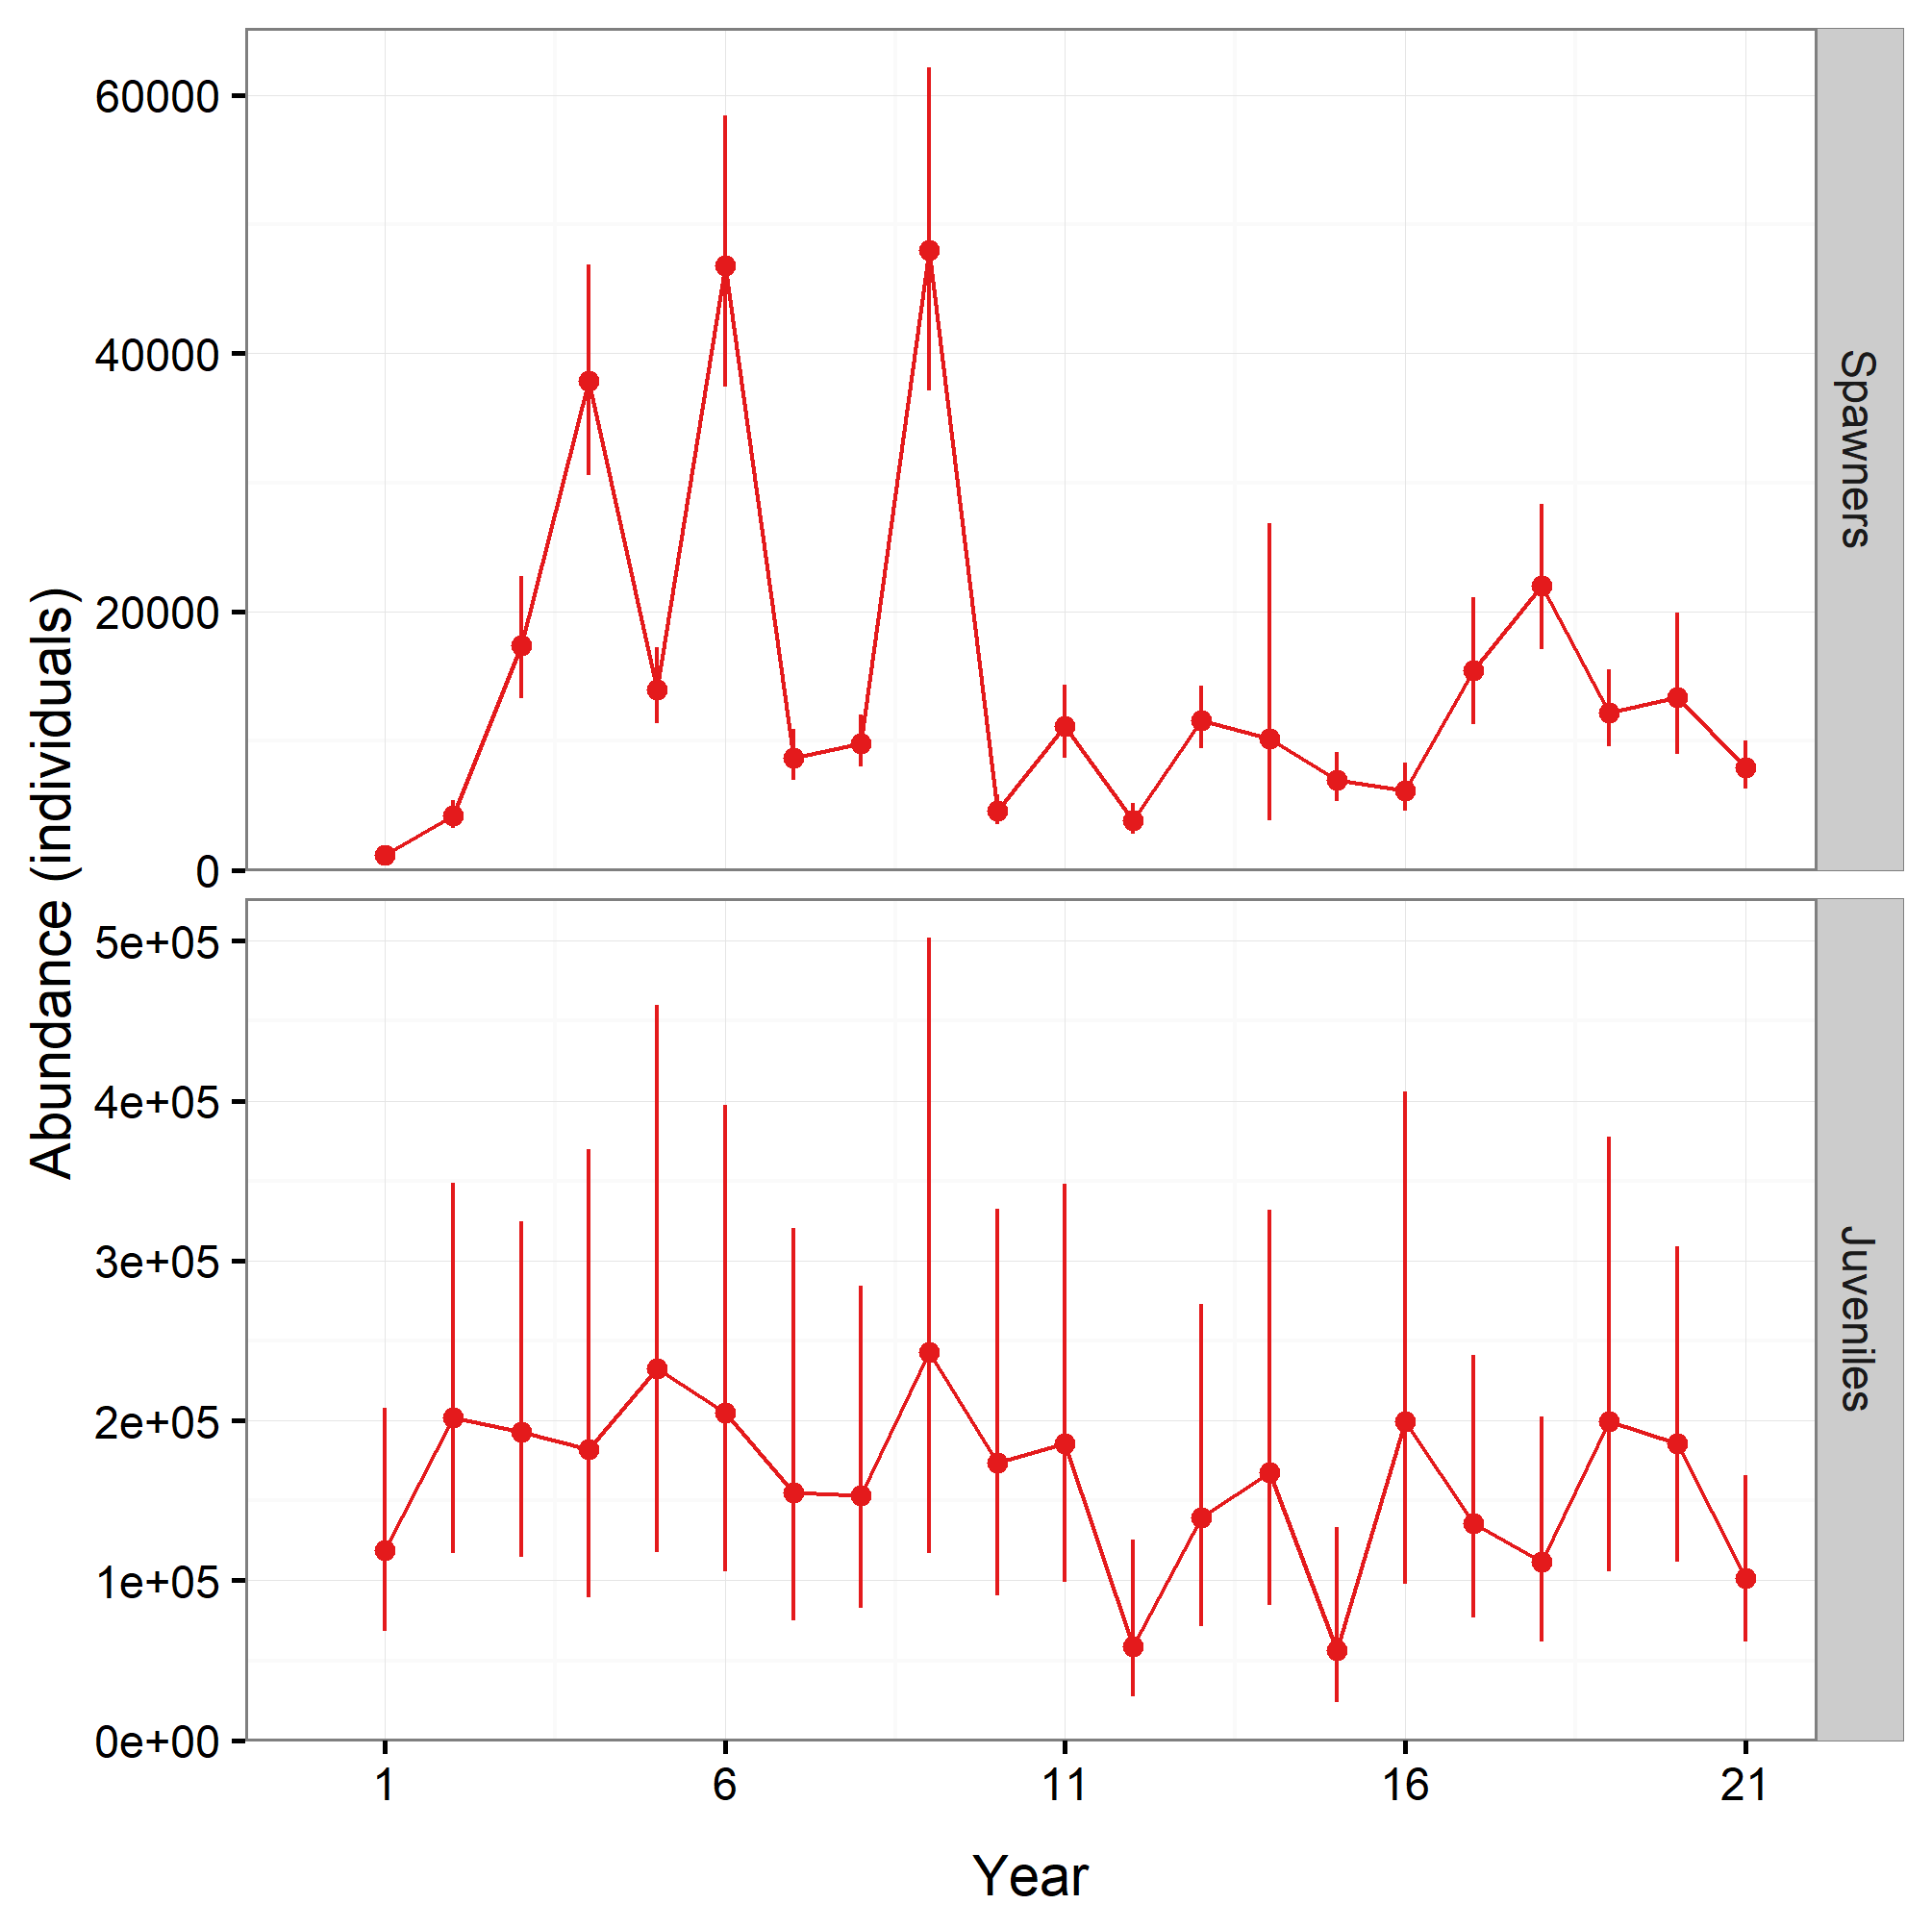 Abundance (individuals)
60000
40000
20000
0
Spawners
5e+05
4e+05
3e+05
2e+05
1e+05
0e+00
Juveniles
1
6
11
16
21
Year